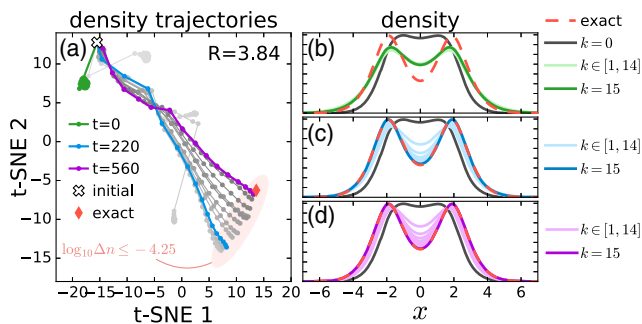 density trajectories
(a)
R=3.84
t=0
t=220
t=560
initial
exact
log₁₀Δn ≤ −4.25
t-SNE 2
10
5
0
−5
−10
−15
−20 −15 −10 −5 0 5 10 15 20
t-SNE 1
density
(b)
(c)
(d)
−6 −4 −2 0 2 4 6
x
exact
k=0
k∈[1,14]
k=15
k∈[1,14]
k=15
k∈[1,14]
k=15